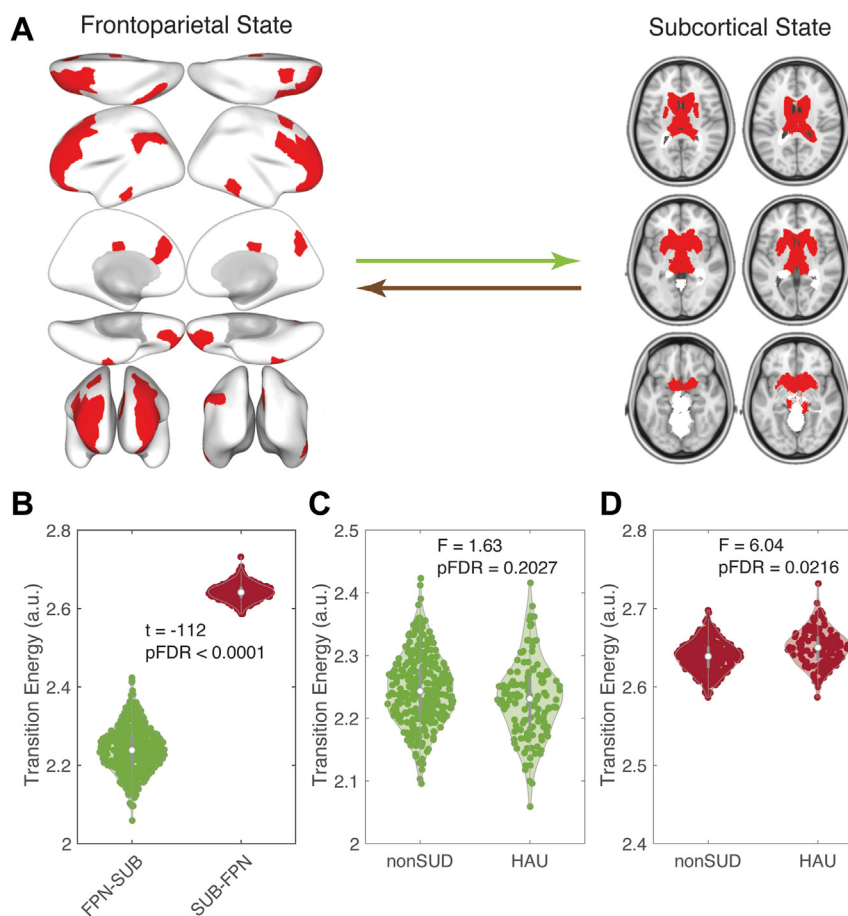 A
Frontoparietal State
Subcortical State
B
Transition Energy (a.u.)
2.8
2.6
2.4
2.2
2
t = -112
pFDR < 0.0001
FPN-SUB
SUB-FPN
C
Transition Energy (a.u.)
2.5
2.4
2.3
2.2
2.1
2
F = 1.63
pFDR = 0.2027
nonSUD
HAU
D
Transition Energy (a.u.)
2.8
2.7
2.6
2.5
2.4
F = 6.04
pFDR = 0.0216
nonSUD
HAU